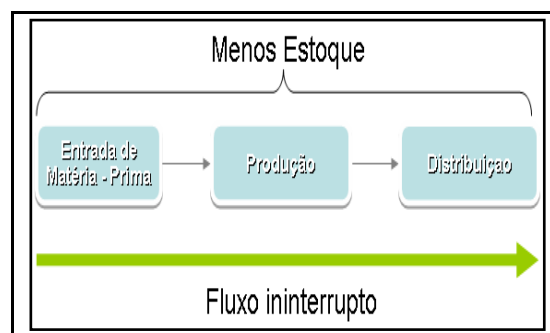 Menos Estoque
Entrada de
Matéria - Prima
Produção
Distribuiçao
Fluxo ininterrupto